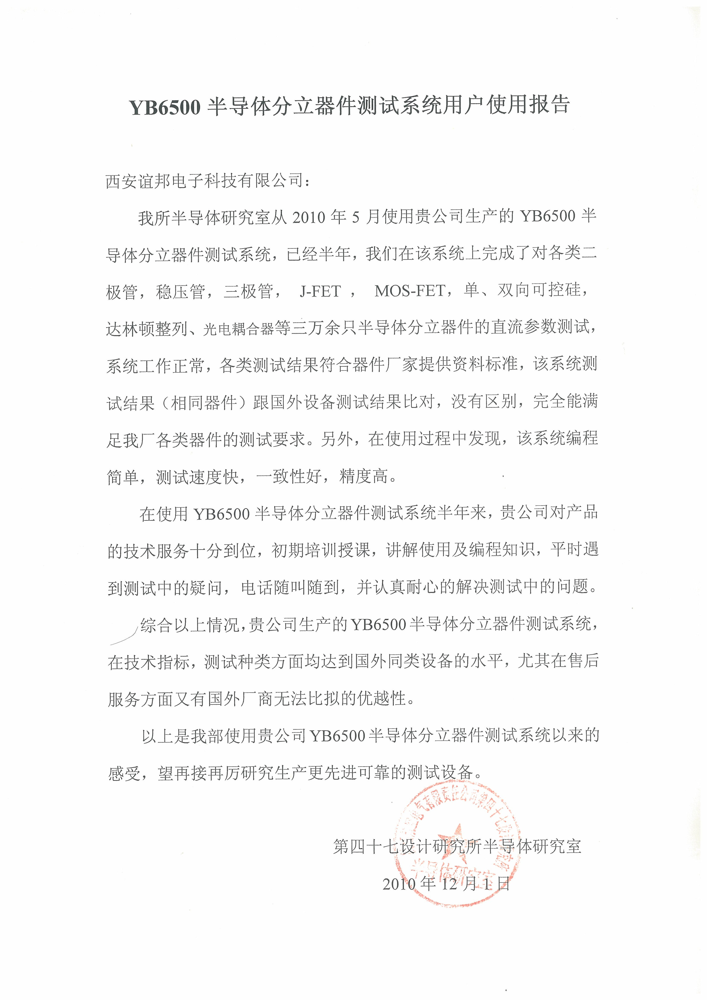 YB6500 半导体分立器件测试系统用户使用报告
西安谊邦电子科技有限公司：
我所半导体研究室从 2010 年 5 月使用贵公司生产的 YB6500 半
导体分立器件测试系统，已经半年，我们在该系统上完成了对各类二
极管，稳压管，三极管， J-FET ， MOS-FET，单、双向可控硅，
达林顿整列、光电耦合器等三万余只半导体分立器件的直流参数测试，
系统工作正常，各类测试结果符合器件厂家提供资料标准，该系统测
试结果（相同器件）跟国外设备测试结果比对，没有区别，完全能满
足我厂各类器件的测试要求。另外，在使用过程中发现，该系统编程
简单，测试速度快，一致性好，精度高。
在使用 YB6500 半导体分立器件测试系统半年来，贵公司对产品
的技术服务十分到位，初期培训授课，讲解使用及编程知识，平时遇
到测试中的疑问，电话随叫随到，并认真耐心的解决测试中的问题。
综合以上情况，贵公司生产的 YB6500 半导体分立器件测试系统，
在技术指标，测试种类方面均达到国外同类设备的水平，尤其在售后
服务方面又有国外厂商无法比拟的优越性。
以上是我部使用贵公司 YB6500 半导体分立器件测试系统以来的
感受，望再接再厉研究生产更先进可靠的测试设备。
电气有限责任公司第四十七设计研究所
第四十七设计研究所半导体研究室
半导体研究室
2010 年 12 月 1 日